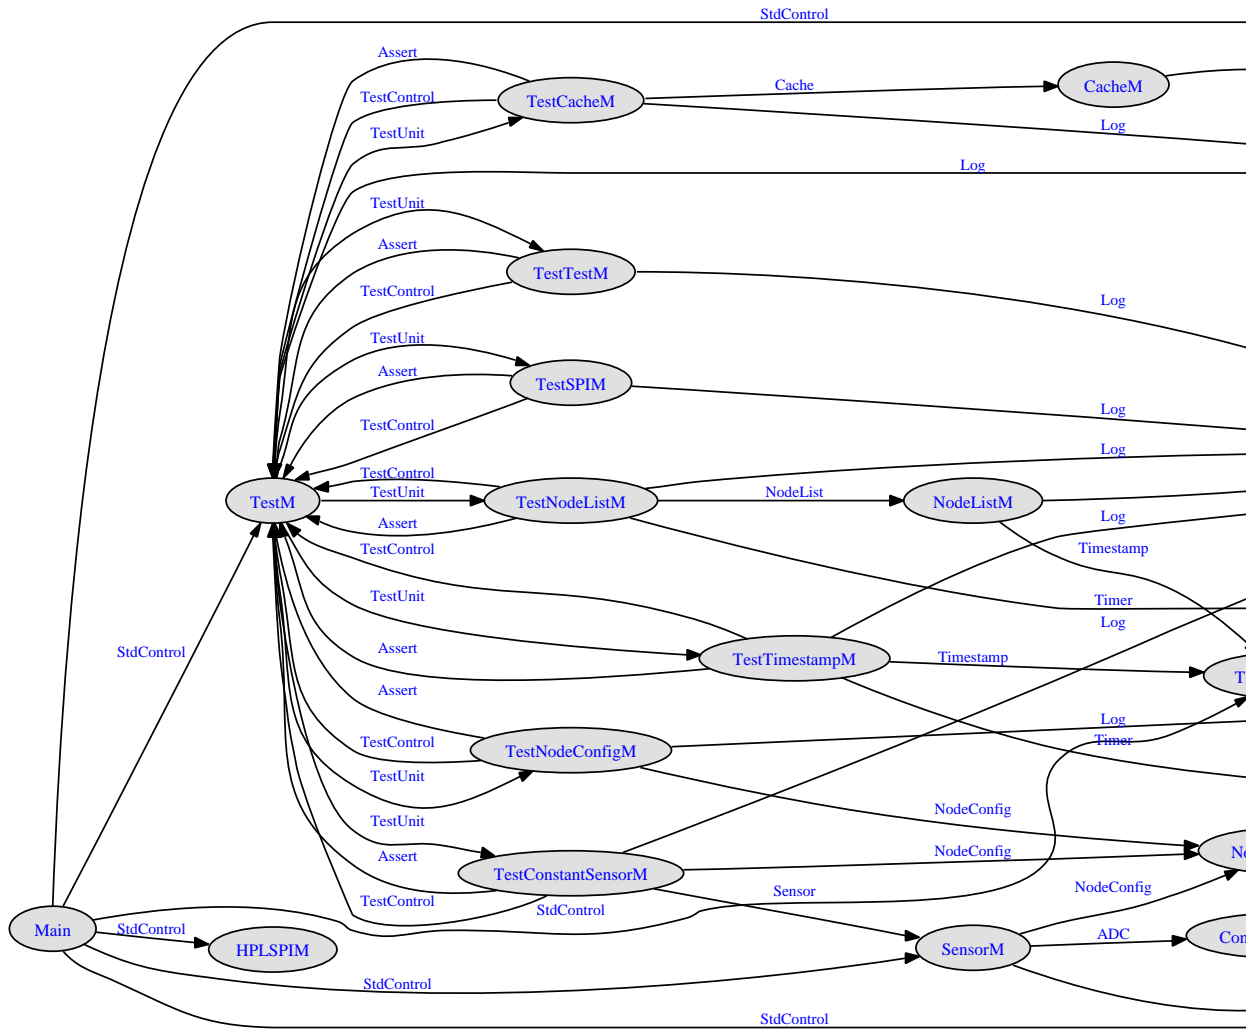 StdControl
Assert
TestControl
TestCacheM
Cache
CacheM
Log
TestUnit
Log
TestUnit
Assert
TestTestM
TestControl
Log
TestUnit
Assert
TestSPIM
TestControl
Log
Log
TestControl
TestUnit
TestM
TestNodeListM
NodeList
NodeListM
Assert
Log
TestControl
Timestamp
TestUnit
Timer
Log
StdControl
Assert
TestTimestampM
Timestamp
T
Assert
Log
TestControl
TestNodeConfigM
Timer
TestUnit
NodeConfig
TestUnit
Assert
NodeConfig
No
TestConstantSensorM
TestControl
Sensor
NodeConfig
StdControl
Main
StdControl
HPLSPIM
SensorM
ADC
Con
StdControl
StdControl